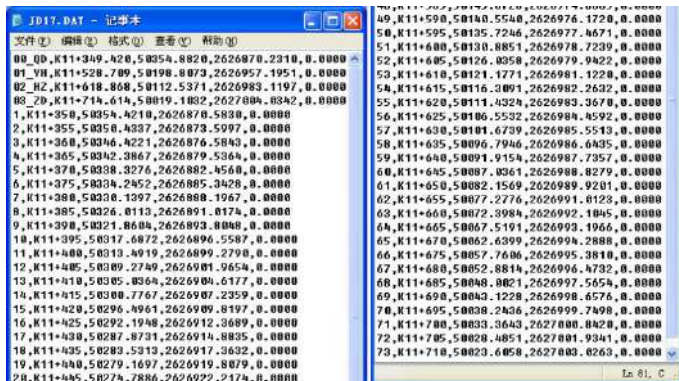 JD17.DAT - 记事本
文件(F) 编辑(E) 格式(O) 查看(V) 帮助(H)
00_QD,K11+349.420,50354.8820,2626870.2310,0.0000
01_YH,K11+528.709,50198.8073,2626957.1951,0.0000
02_HZ,K11+618.868,50112.5371,2626983.1197,0.0000
03_ZD,K11+714.614,50019.1032,2627004.0342,0.0000
1,K11+350,50354.4210,2626870.5830,0.0000
2,K11+355,50350.4337,2626873.5997,0.0000
3,K11+360,50346.4221,2626876.5843,0.0000
4,K11+365,50342.3867,2626879.5364,0.0000
5,K11+370,50338.3276,2626882.4560,0.0000
6,K11+375,50334.2452,2626885.3428,0.0000
7,K11+380,50330.1397,2626888.1967,0.0000
8,K11+385,50326.0113,2626891.0174,0.0000
9,K11+390,50321.8604,2626893.8048,0.0000
10,K11+395,50317.6872,2626896.5587,0.0000
11,K11+400,50313.4919,2626899.2790,0.0000
12,K11+405,50309.2749,2626901.9654,0.0000
13,K11+410,50305.0364,2626904.6177,0.0000
14,K11+415,50300.7767,2626907.2359,0.0000
15,K11+420,50296.4961,2626909.8197,0.0000
16,K11+425,50292.1948,2626912.3689,0.0000
17,K11+430,50287.8731,2626914.8835,0.0000
18,K11+435,50283.5313,2626917.3632,0.0000
19,K11+440,50279.1697,2626919.8079,0.0000
20,K11+445,50274.7886,2626922.2174,0.0000
49,K11+590,50140.5540,2626976.1720,0.0000
50,K11+595,50135.7246,2626977.4671,0.0000
51,K11+600,50130.8851,2626978.7239,0.0000
52,K11+605,50126.0358,2626979.9422,0.0000
53,K11+610,50121.1771,2626981.1220,0.0000
54,K11+615,50116.3091,2626982.2632,0.0000
55,K11+620,50111.4324,2626983.3670,0.0000
56,K11+625,50106.5532,2626984.4592,0.0000
57,K11+630,50101.6739,2626985.5513,0.0000
58,K11+635,50096.7946,2626986.6435,0.0000
59,K11+640,50091.9154,2626987.7357,0.0000
60,K11+645,50087.0361,2626988.8279,0.0000
61,K11+650,50082.1569,2626989.9201,0.0000
62,K11+655,50077.2776,2626991.0123,0.0000
63,K11+660,50072.3984,2626992.1045,0.0000
64,K11+665,50067.5191,2626993.1966,0.0000
65,K11+670,50062.6399,2626994.2888,0.0000
66,K11+675,50057.7606,2626995.3810,0.0000
67,K11+680,50052.8814,2626996.4732,0.0000
68,K11+685,50048.0021,2626997.5654,0.0000
69,K11+690,50043.1228,2626998.6576,0.0000
70,K11+695,50038.2436,2626999.7498,0.0000
71,K11+700,50033.3643,2627000.8420,0.0000
72,K11+705,50028.4851,2627001.9341,0.0000
73,K11+710,50023.6058,2627003.0263,0.0000
Ln 81, C